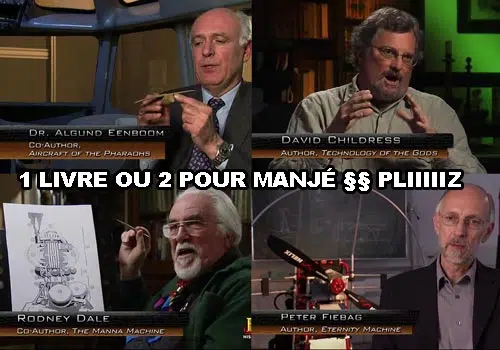 DR. ALGUND EENBOOM
CO-AUTHOR,
AIRCRAFT OF THE PHARAOHS
DAVID CHILDRESS
AUTHOR, TECHNOLOGY OF THE GODS
1 LIVRE OU 2 POUR MANJÉ §§ PLIIIIIZ
RODNEY DALE
CO-AUTHOR, THE MANNA MACHINE
PETER FIEBAG
AUTHOR, ETERNITY MACHINE